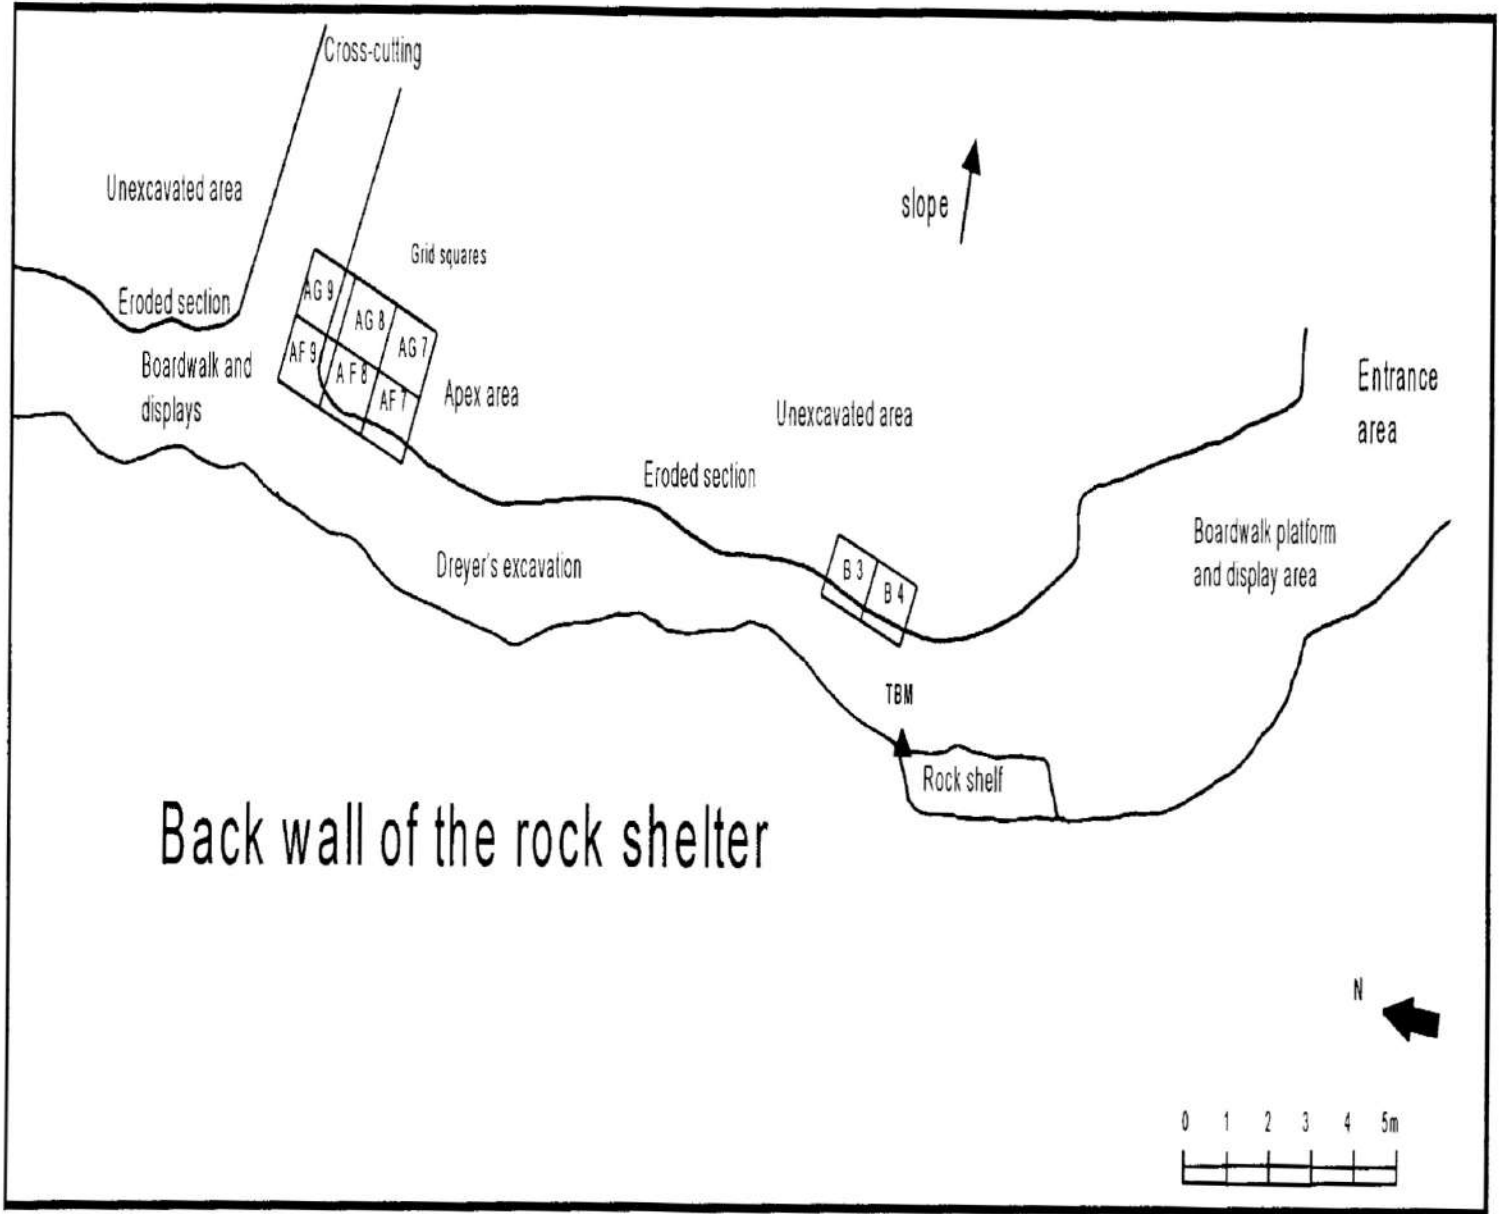 Cross-cutting
Unexcavated area
slope
Grid squares
AG 9
AG 8
AG 7
Eroded section
AF 9
A F 8
AF 7
Boardwalk and
displays
Apex area
Entrance
area
Unexcavated area
Eroded section
Boardwalk platform
and display area
Dreyer's excavation
B 3
B 4
TBM
Rock shelf
Back wall of the rock shelter
N
0 1 2 3 4 5m